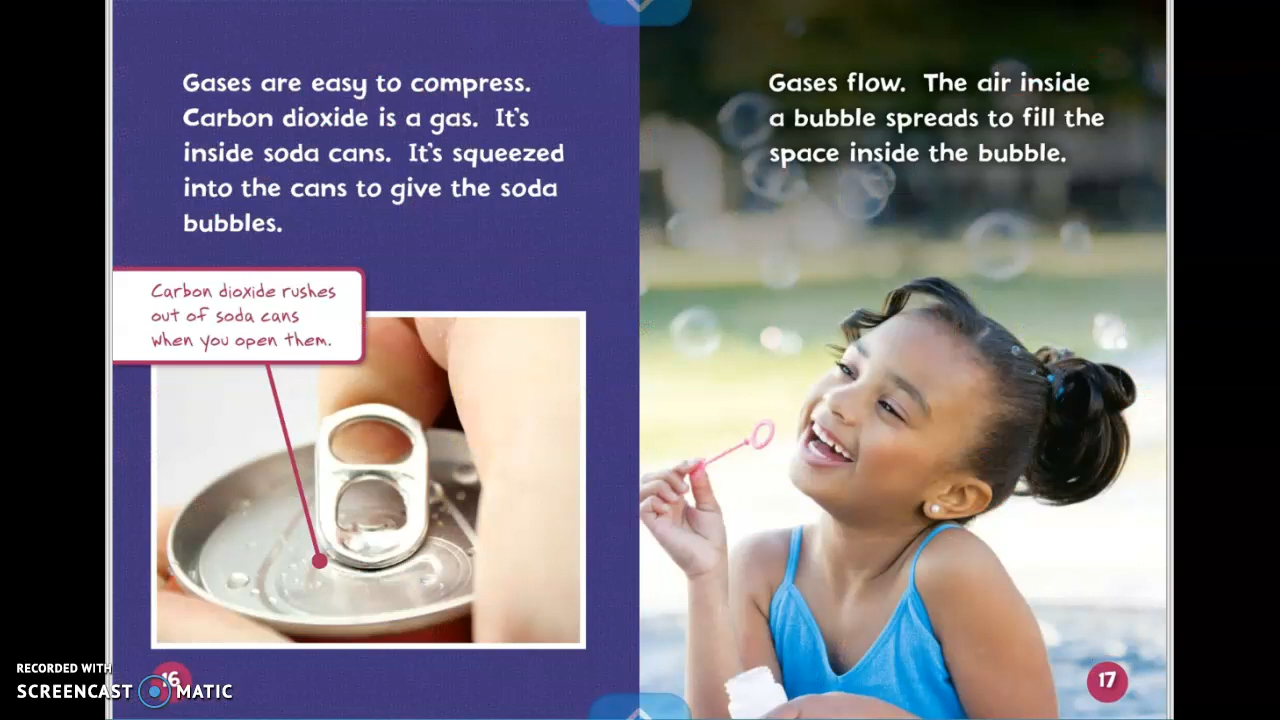 Gases are easy to compress.
Carbon dioxide is a gas. It's
inside soda cans. It's squeezed
into the cans to give the soda
bubbles.
Carbon dioxide rushes
out of soda cans
when you open them.
16
Gases flow. The air inside
a bubble spreads to fill the
space inside the bubble.
17
RECORDED WITH
SCREENCAST MATIC